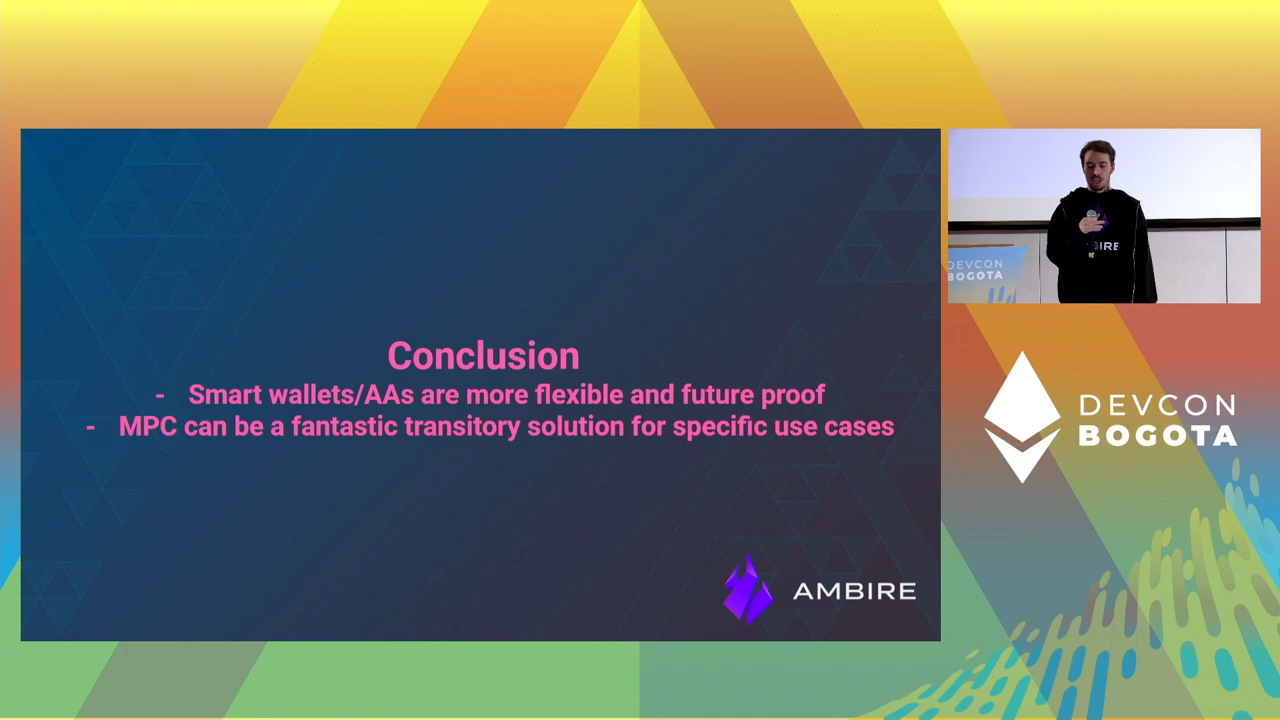 Conclusion
- Smart wallets/AAs are more flexible and future proof
- MPC can be a fantastic transitory solution for specific use cases
AMBIRE
DEVCON
BOGOTA
DEVCON
BOGOTA